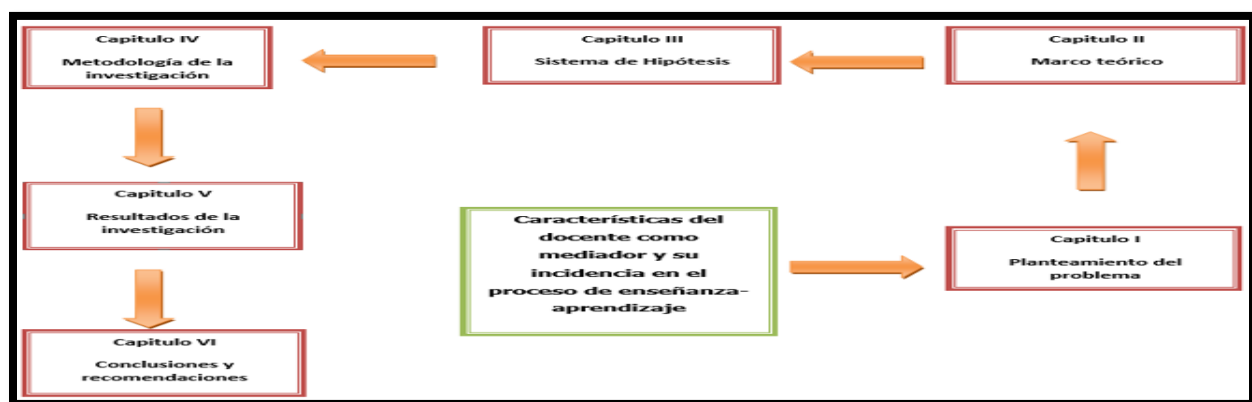 Capitulo IV
Metodología de la
investigación
Capitulo III
Sistema de Hipótesis
Capitulo II
Marco teórico
Capitulo V
Resultados de la
investigación
Características del
docente como
mediador y su
incidencia en el
proceso de enseñanza-
aprendizaje
Capitulo I
Planteamiento del
problema
Capitulo VI
Conclusiones y
recomendaciones